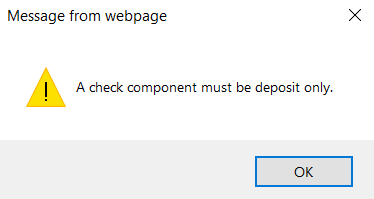 Message from webpage
A check component must be deposit only.
OK